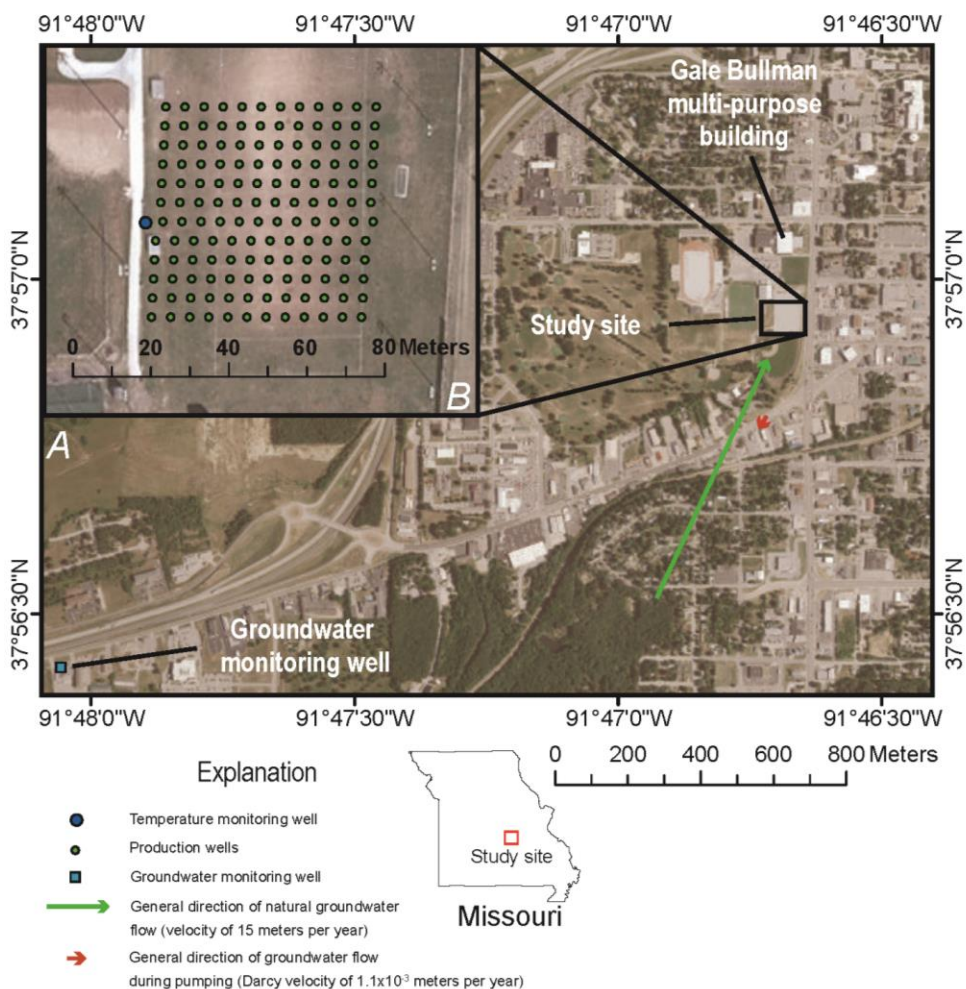 91°48'0"W 91°47'30"W 91°47'0"W 91°46'30"W
Gale Bullman
multi-purpose
building
37°57'0"N
37°57'0"N
Study site
0 20 40 60 80 Meters
B
A
37°56'30"N
37°56'30"N
Groundwater
monitoring well
91°48'0"W 91°47'30"W 91°47'0"W 91°46'30"W
0 200 400 600 800 Meters
Explanation
Temperature monitoring well
Production wells
Groundwater monitoring well
General direction of natural groundwater
flow (velocity of 15 meters per year)
General direction of groundwater flow
during pumping (Darcy velocity of 1.1x10⁻³ meters per year)
Study site
Missouri